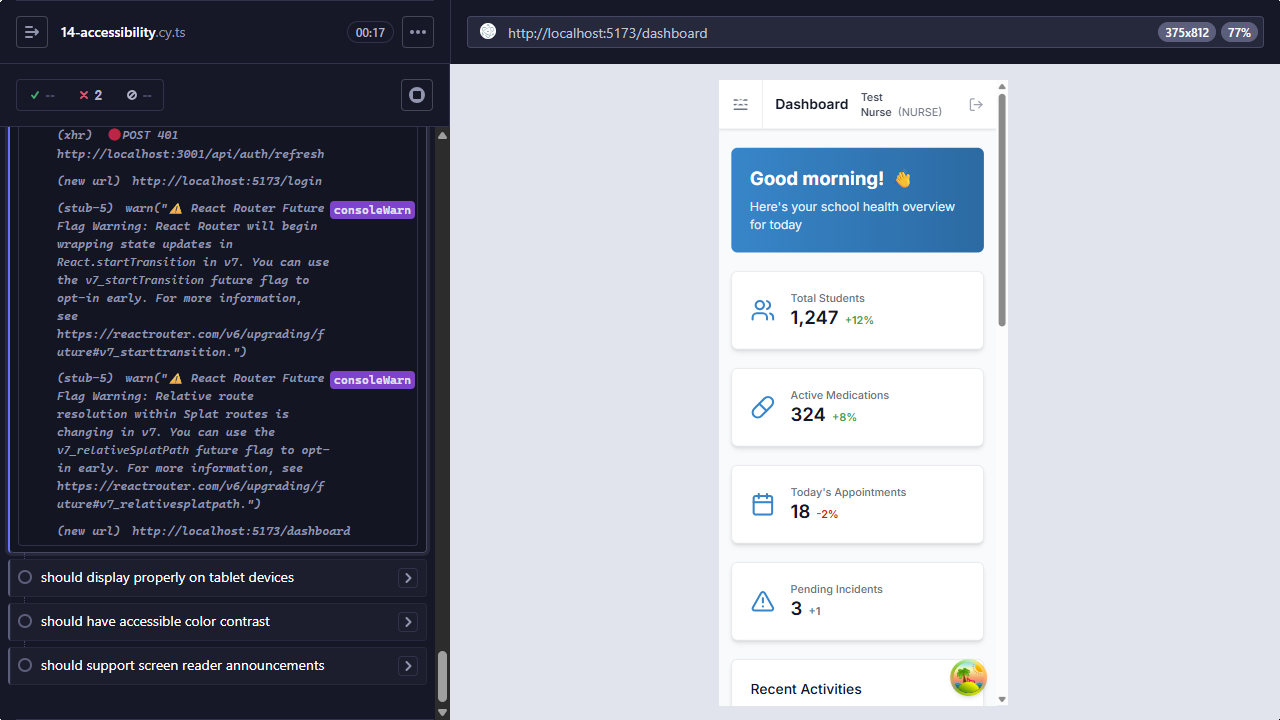 14-accessibility.cy.ts
00:17
--
2
--
(xhr) POST 401
http://localhost:3001/api/auth/refresh
(new url) http://localhost:5173/login
(stub-5) warn("⚠️ React Router Future
consoleWarn
Flag Warning: React Router will begin
wrapping state updates in
React.startTransition in v7. You can use
the v7_startTransition future flag to
opt-in early. For more information,
see
https://reactrouter.com/v6/upgrading/f
uture#v7_starttransition.")
(stub-5) warn("⚠️ React Router Future
consoleWarn
Flag Warning: Relative route
resolution within Splat routes is
changing in v7. You can use the
v7_relativeSplatPath future flag to opt-
in early. For more information, see
https://reactrouter.com/v6/upgrading/f
uture#v7_relativesplatpath.")
(new url) http://localhost:5173/dashboard
should display properly on tablet devices
should have accessible color contrast
should support screen reader announcements
http://localhost:5173/dashboard
375x812
77%
Dashboard
Test
Nurse (NURSE)
Good morning! 👋
Here's your school health overview
for today
Total Students
1,247 +12%
Active Medications
324 +8%
Today's Appointments
18 -2%
Pending Incidents
3 +1
Recent Activities